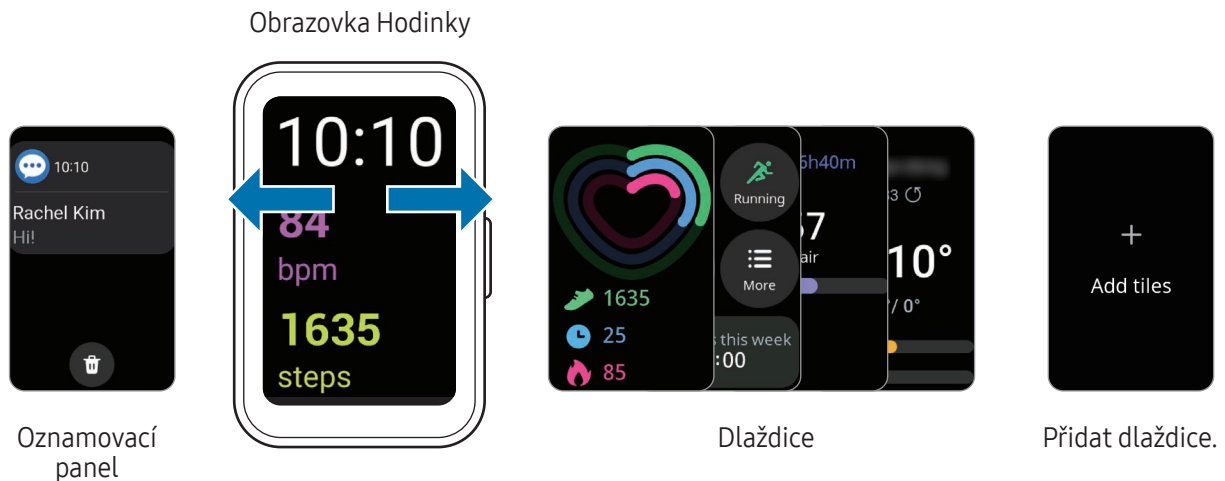 Obrazovka Hodinky
10:10
Rachel Kim
Hi!
Oznamovací
panel
10:10
84
bpm
1635
steps
1635
25
85
Running
More
this week
:00
6h40m
57
air
3
10°
/ 0°
Dlaždice
Add tiles
Přidat dlaždice.